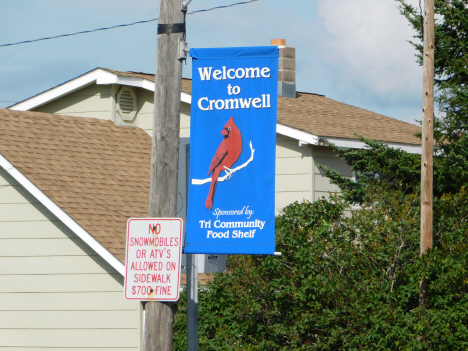 Welcome
to
Cromwell
Sponsored by:
Tri Community
Food Shelf
NO
SNOWMOBILES
OR ATV'S
ALLOWED ON
SIDEWALK
$700 FINE